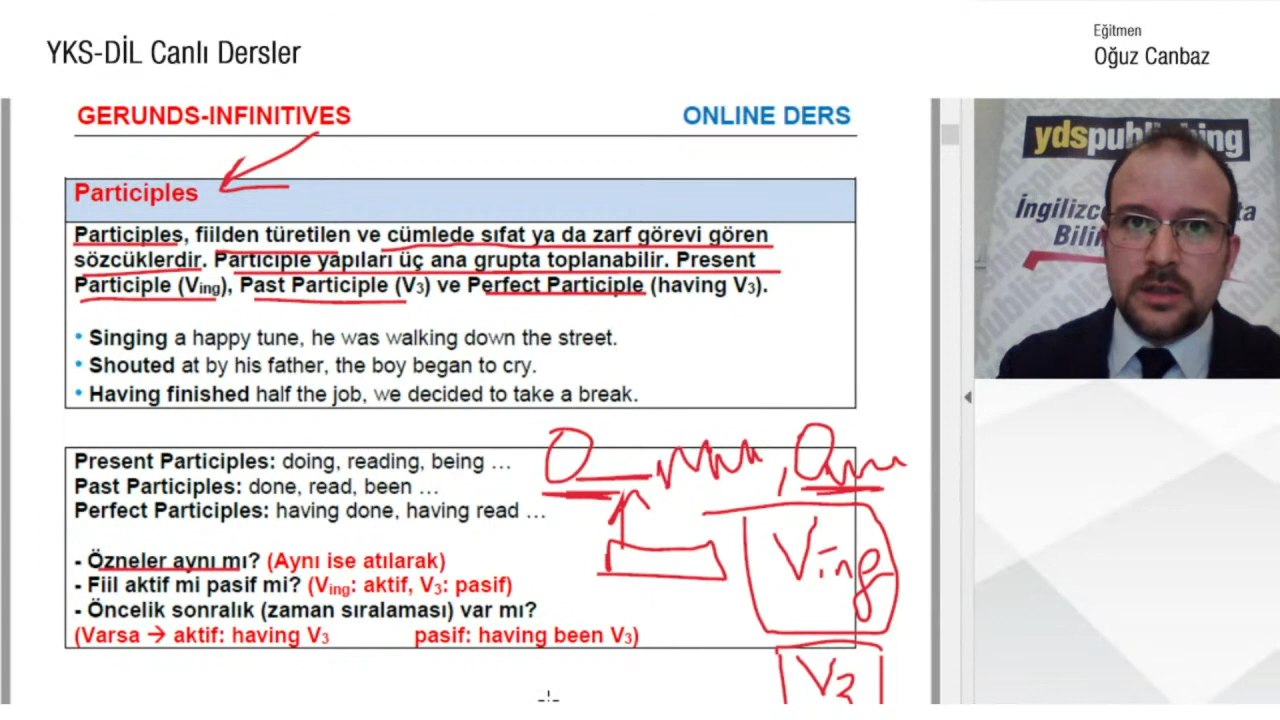 YKS-DİL Canlı Dersler
Eğitmen
Oğuz Canbaz
GERUNDS-INFINITIVES
ONLINE DERS
Participles
Participles, fiilden türetilen ve cümlede sıfat ya da zarf görevi gören
sözcüklerdir. Participle yapıları üç ana grupta toplanabilir. Present
Participle (Ving), Past Participle (V3) ve Perfect Participle (having V3).
• Singing a happy tune, he was walking down the street.
• Shouted at by his father, the boy began to cry.
• Having finished half the job, we decided to take a break.
Present Participles: doing, reading, being ...
Past Participles: done, read, been ...
Perfect Participles: having done, having read ...
- Özneler aynı mı? (Aynı ise atılarak)
- Fiil aktif mi pasif mi? (Ving: aktif, V3: pasif)
- Öncelik sonralık (zaman sıralaması) var mı?
(Varsa → aktif: having V3 pasif: having been V3)
Ving
V3
ydspublishing